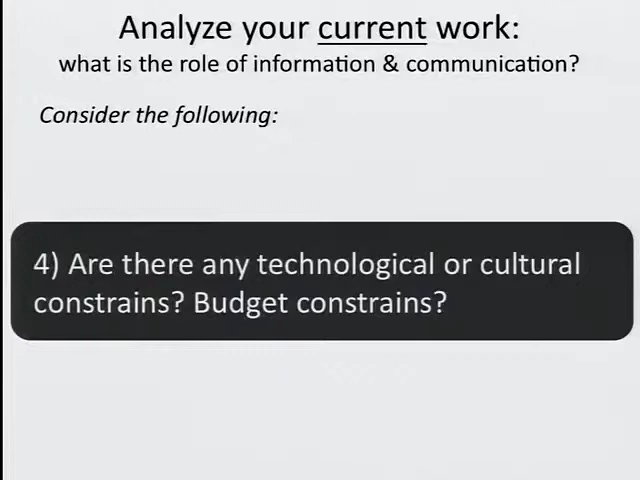 Analyze your current work:
what is the role of information & communication?
Consider the following:
4) Are there any technological or cultural
constrains? Budget constrains?